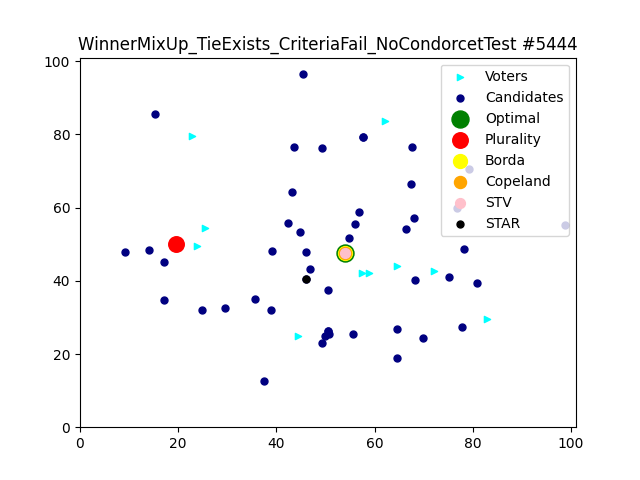 WinnerMixUp_TieExists_CriteriaFail_NoCondorcetTest #5444
100
80
60
40
20
0
0 20 40 60 80 100
Voters
Candidates
Optimal
Plurality
Borda
Copeland
STV
STAR